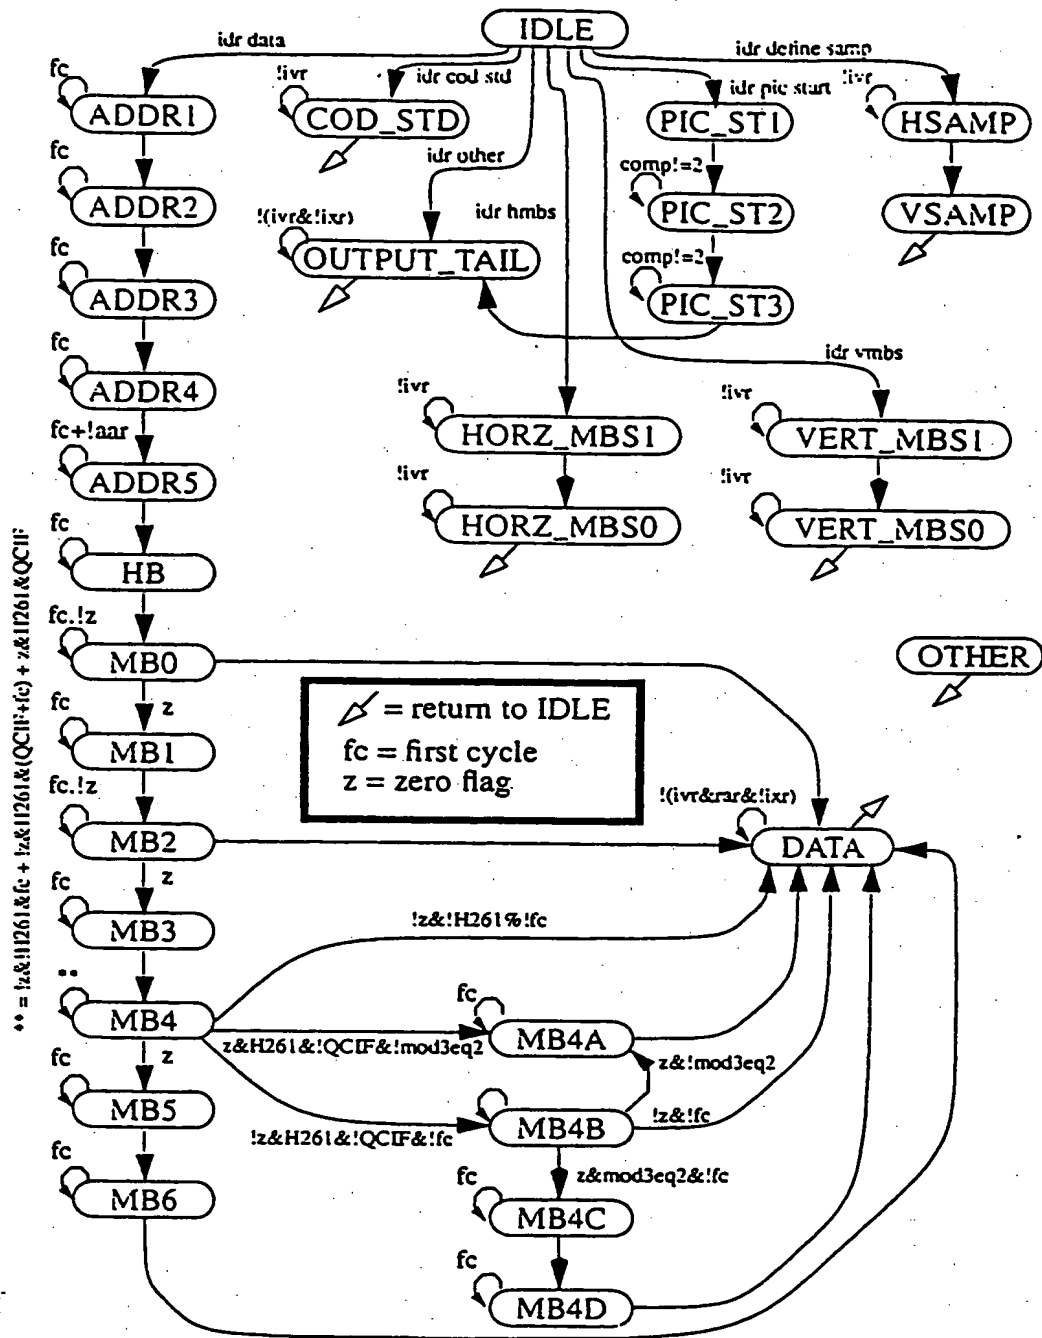 IDLE
idr data
idr cod std
idr define samp
idr pic start
fc
!ivr
!ivr
ADDR1
COD_STD
PIC_ST1
HSAMP
idr other
fc
comp!=2
ADDR2
idr hmbs
PIC_ST2
VSAMP
!(ivr&!ixr)
fc
OUTPUT_TAIL
comp!=2
ADDR3
PIC_ST3
fc
idr vmbs
ADDR4
!ivr
!ivr
fc+!aar
HORZ_MBS1
VERT_MBS1
ADDR5
!ivr
!ivr
fc
HORZ_MBS0
VERT_MBS0
HB
fc.!z
MB0
OTHER
fc
z
= return to IDLE
MB1
fc = first cycle
fc.!z
z = zero flag
!(ivr&rar&!ixr)
MB2
DATA
fc
z
MB3
!z&!H261%!fc
**
MB4
fc
MB4A
z&H261&!QCIF&!mod3eq2
fc
z
z&!mod3eq2
MB5
!z&!fc
MB4B
!z&H261&!QCIF&!fc
fc
z&mod3eq2&!fc
MB6
fc
MB4C
fc
MB4D
** = !z&!H261&fc + !z&H261&(QCIF+fc) + z&H261&QCIF